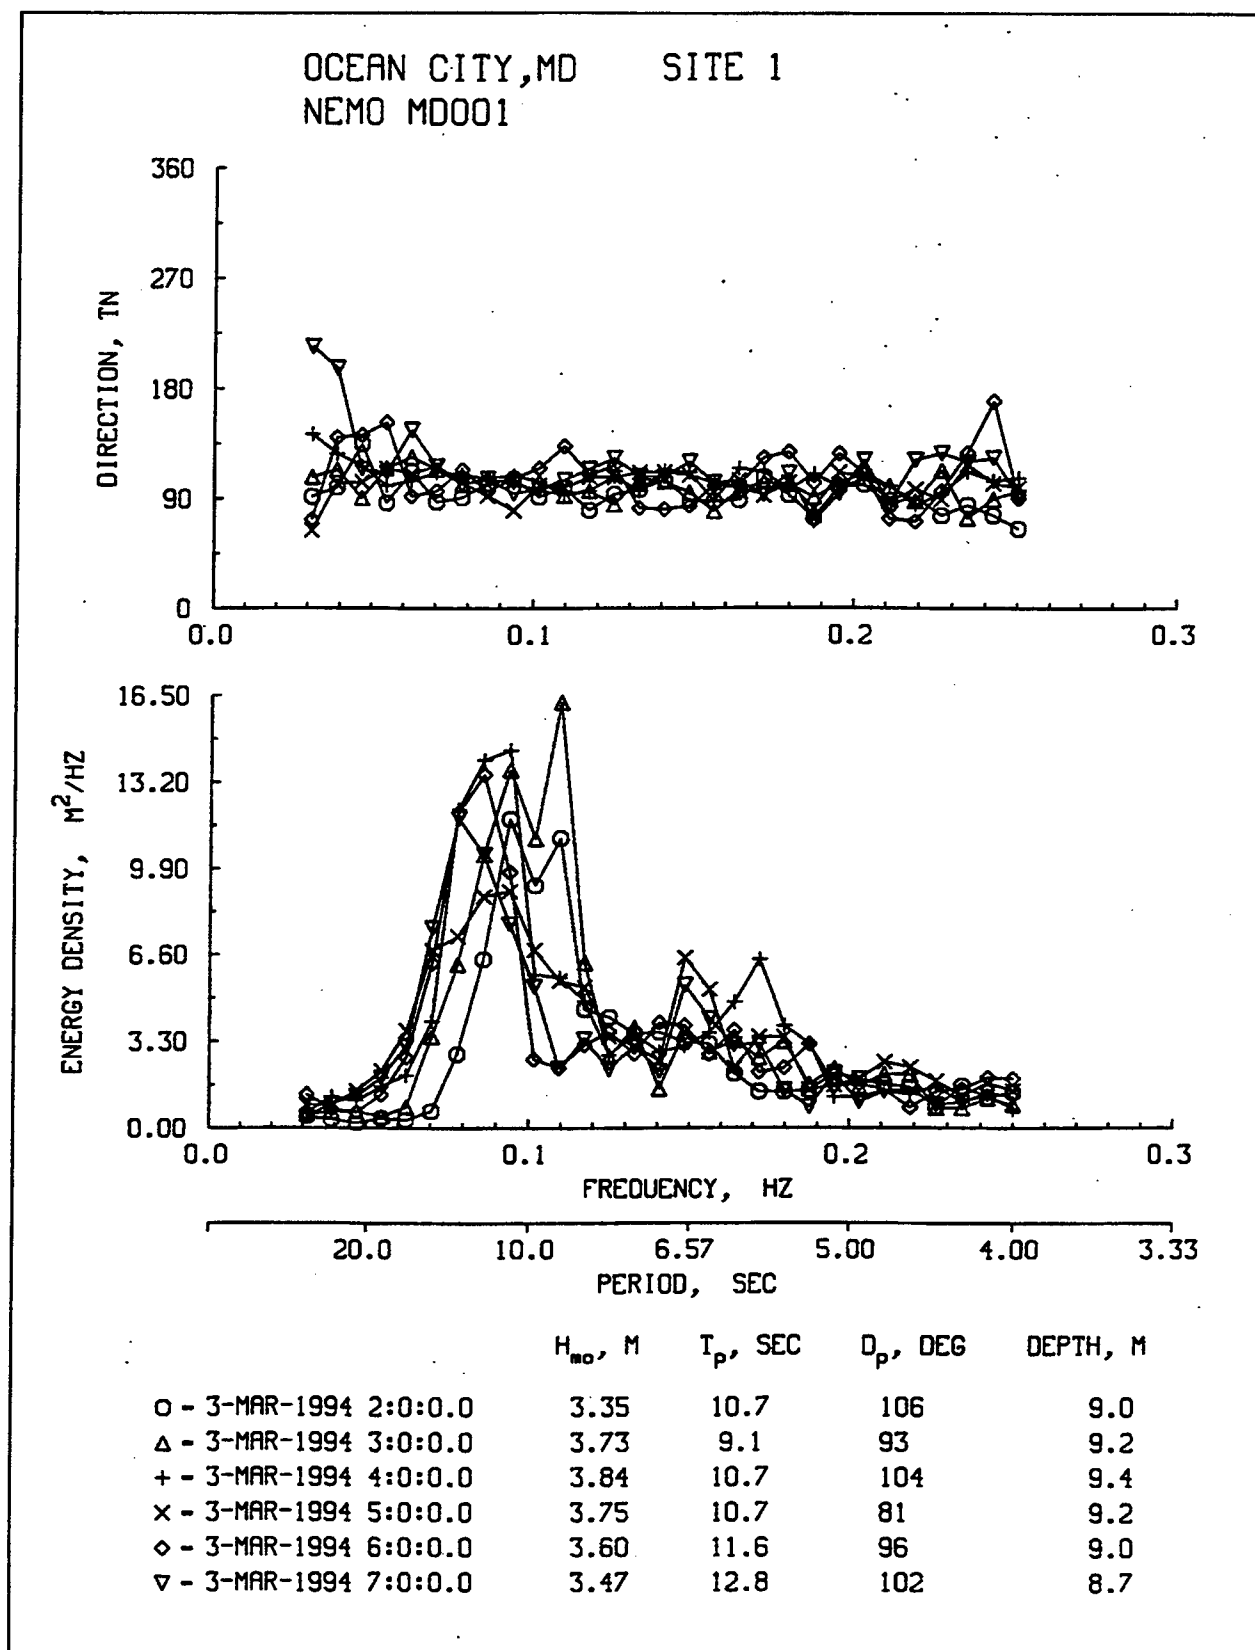 OCEAN CITY,MD SITE 1
NEMO MD001
360
270
180
90
0
DIRECTION, TN
0.0 0.1 0.2 0.3
16.50
13.20
9.90
6.60
3.30
0.00
ENERGY DENSITY, M²/HZ
0.0 0.1 0.2 0.3
FREQUENCY, HZ
20.0 10.0 6.57 5.00 4.00 3.33
PERIOD, SEC
Hmo, M Tp, SEC Dp, DEG DEPTH, M
O - 3-MAR-1994 2:0:0.0 3.35 10.7 106 9.0
△ - 3-MAR-1994 3:0:0.0 3.73 9.1 93 9.2
+ - 3-MAR-1994 4:0:0.0 3.84 10.7 104 9.4
× - 3-MAR-1994 5:0:0.0 3.75 10.7 81 9.2
◇ - 3-MAR-1994 6:0:0.0 3.60 11.6 96 9.0
▽ - 3-MAR-1994 7:0:0.0 3.47 12.8 102 8.7